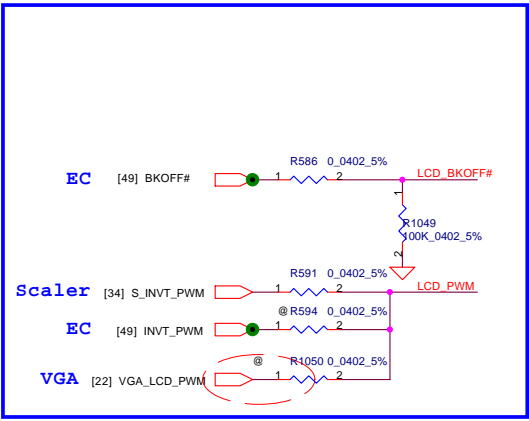 R586 0_0402_5%
EC [49] BKOFF# 1 2 LCD_BKOFF#
1
R1049
100K_0402_5%
2
R591 0_0402_5%
Scaler [34] S_INVT_PWM 1 2 LCD_PWM
@ R594 0_0402_5%
EC [49] INVT_PWM 1 2
@ R1050 0_0402_5%
VGA [22] VGA_LCD_PWM 1 2